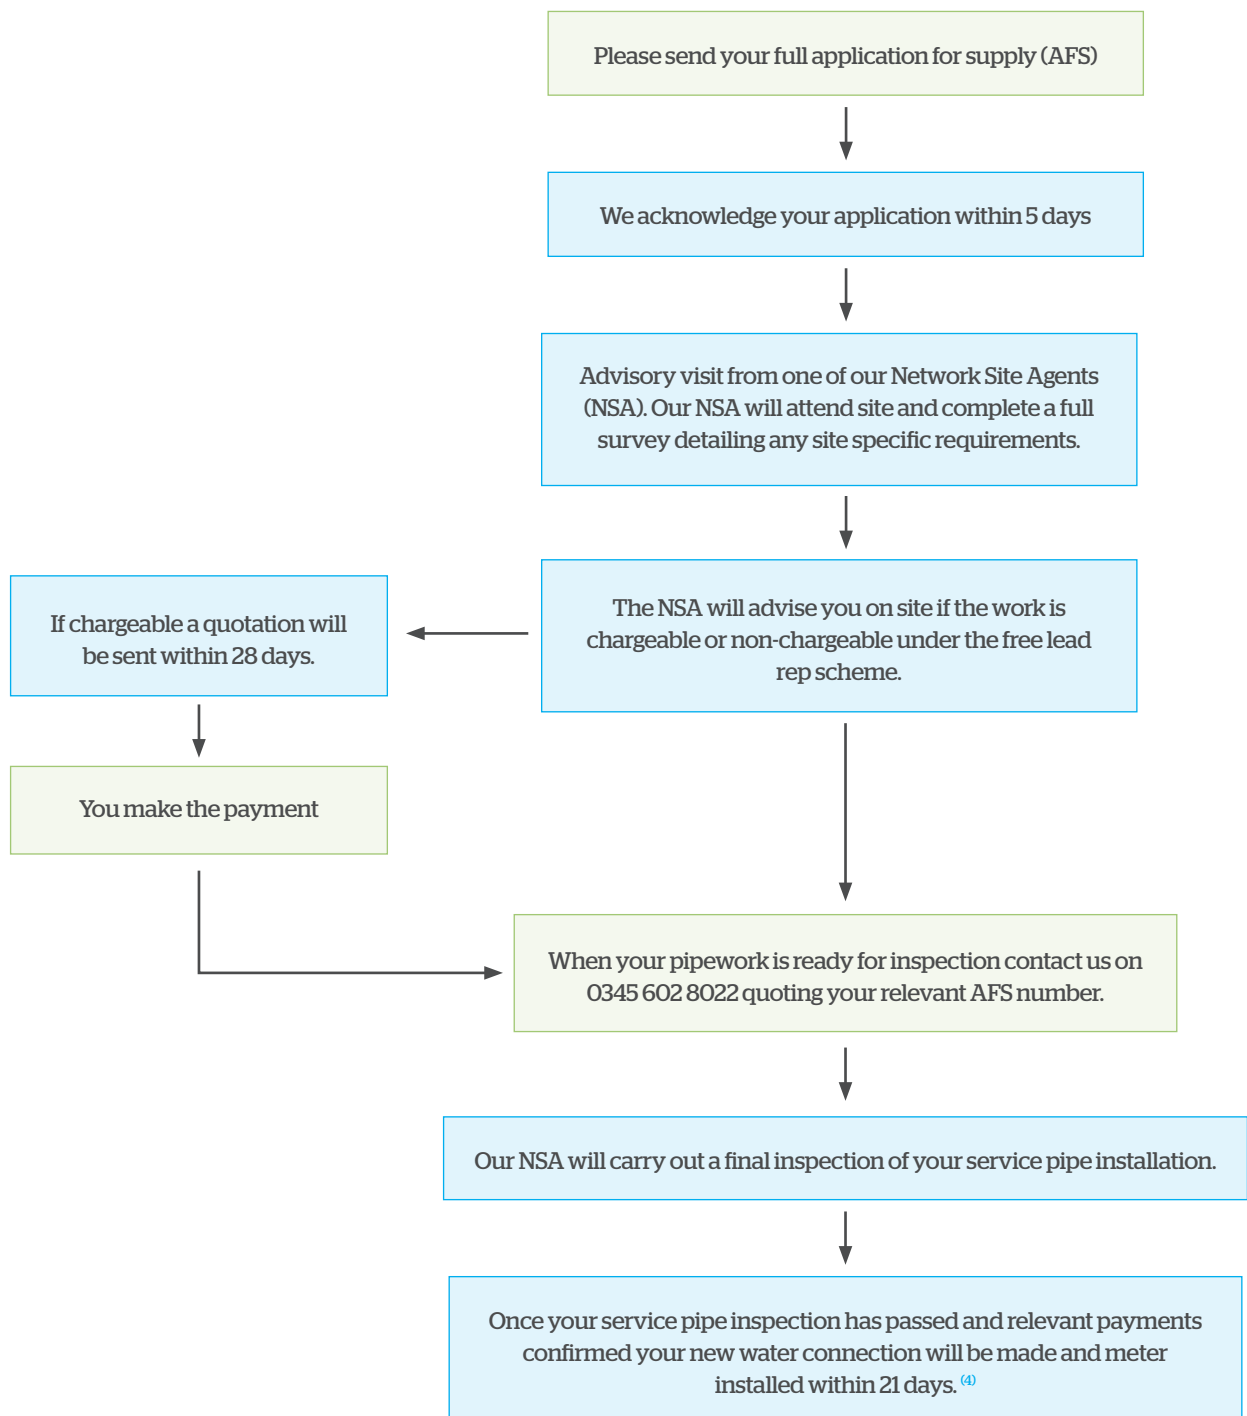 Please send your full application for supply (AFS)
We acknowledge your application within 5 days
Advisory visit from one of our Network Site Agents
(NSA). Our NSA will attend site and complete a full
survey detailing any site specific requirements.
The NSA will advise you on site if the work is
chargeable or non-chargeable under the free lead
rep scheme.
If chargeable a quotation will
be sent within 28 days.
You make the payment
When your pipework is ready for inspection contact us on
0345 602 8022 quoting your relevant AFS number.
Our NSA will carry out a final inspection of your service pipe installation.
Once your service pipe inspection has passed and relevant payments
confirmed your new water connection will be made and meter
installed within 21 days. (4)